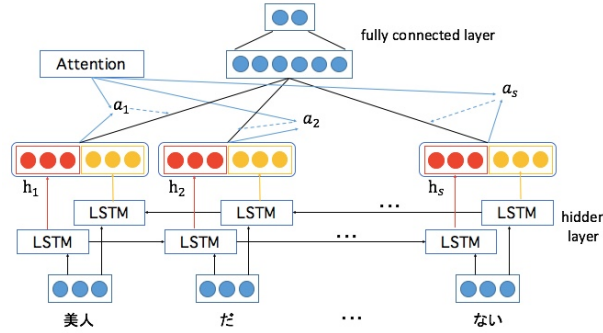 fully connected layer
Attention
a1
a2
as
h1
h2
hs
LSTM LSTM ... LSTM
hidder
layer
LSTM LSTM ... LSTM
美人 だ ... ない